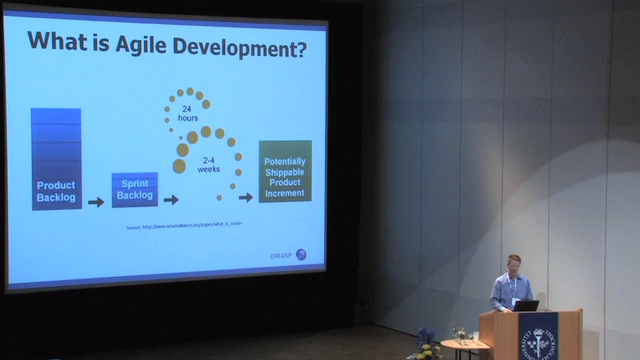 What is Agile Development?
24
hours
2-4
weeks
Product
Backlog
Sprint
Backlog
Potentially
Shippable
Product
Increment
OWASP